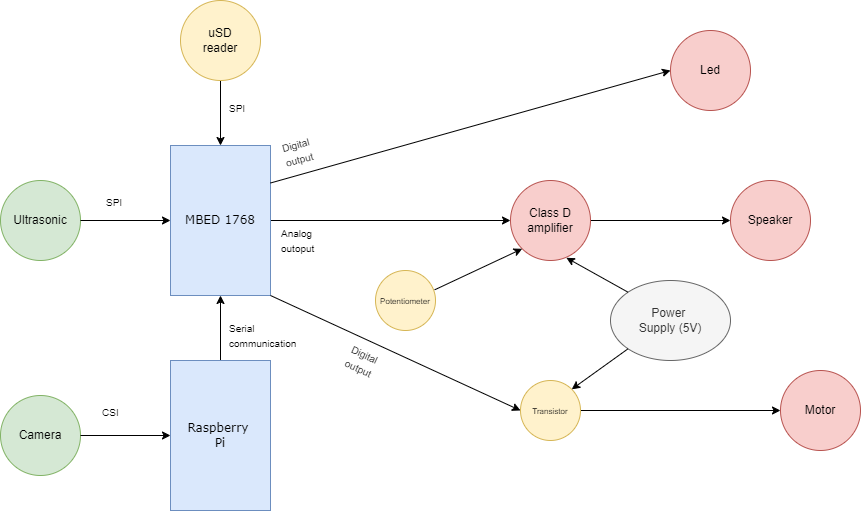 uSD
reader
SPI
Led
Digital
output
Ultrasonic
SPI
MBED 1768
Analog
outoput
Class D
amplifier
Speaker
Potentiometer
Power
Supply (5V)
Serial
communication
Digital
output
Camera
CSI
Raspberry
Pi
Transistor
Motor